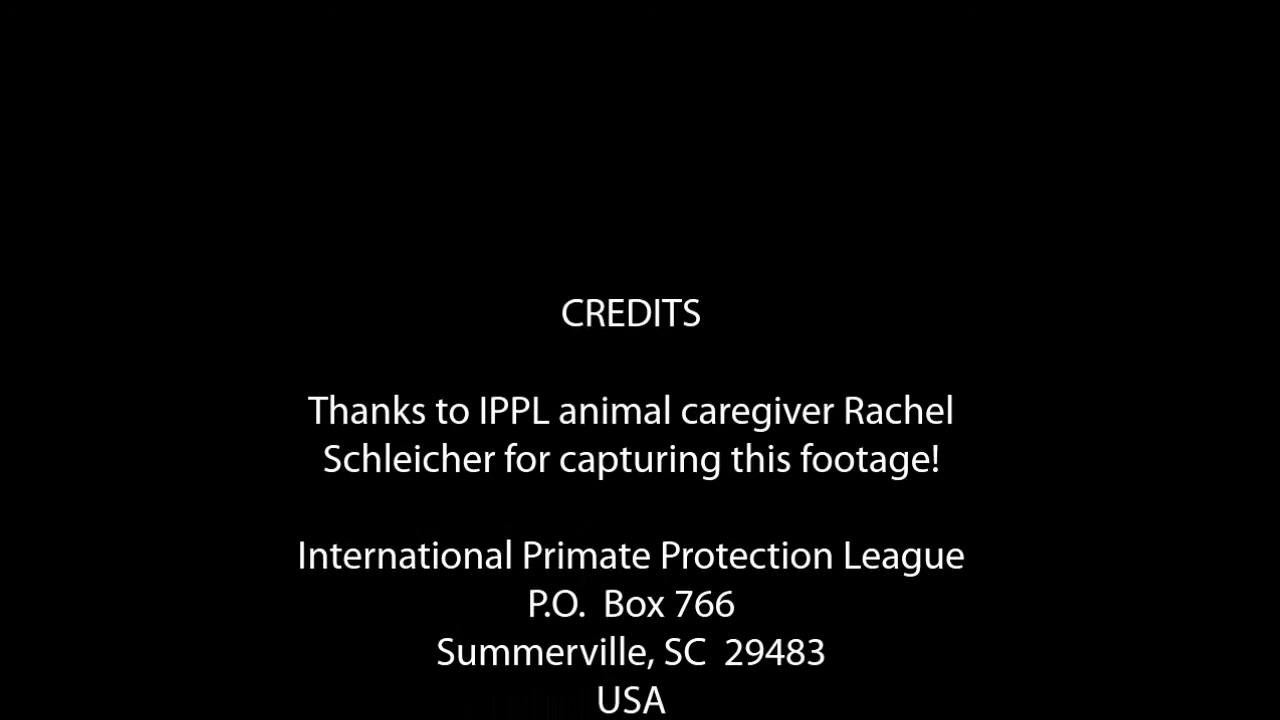 CREDITS
Thanks to IPPL animal caregiver Rachel
Schleicher for capturing this footage!
International Primate Protection League
P.O.  Box 766
Summerville, SC  29483
USA